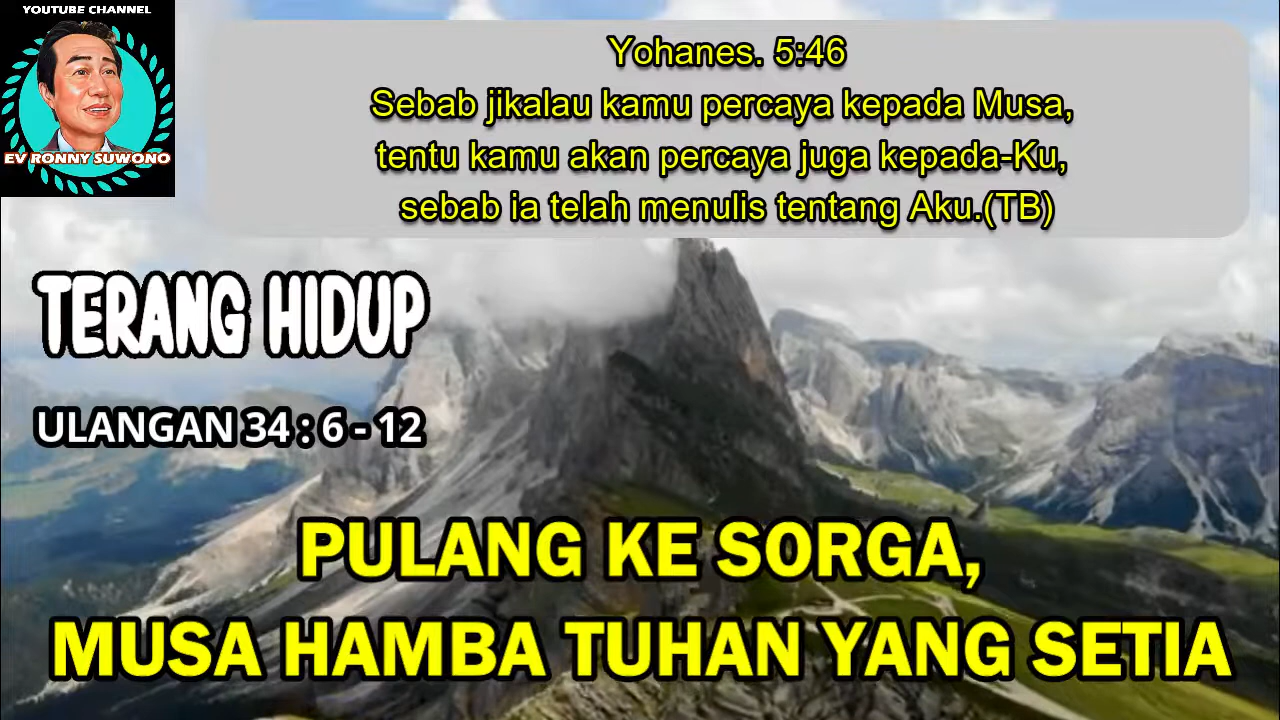 YOUTUBE CHANNEL
EV RONNY SUWONO
Yohanes. 5:46
Sebab jikalau kamu percaya kepada Musa,
tentu kamu akan percaya juga kepada-Ku,
sebab ia telah menulis tentang Aku.(TB)
TERANG HIDUP
ULANGAN 34 : 6 - 12
PULANG KE SORGA,
MUSA HAMBA TUHAN YANG SETIA